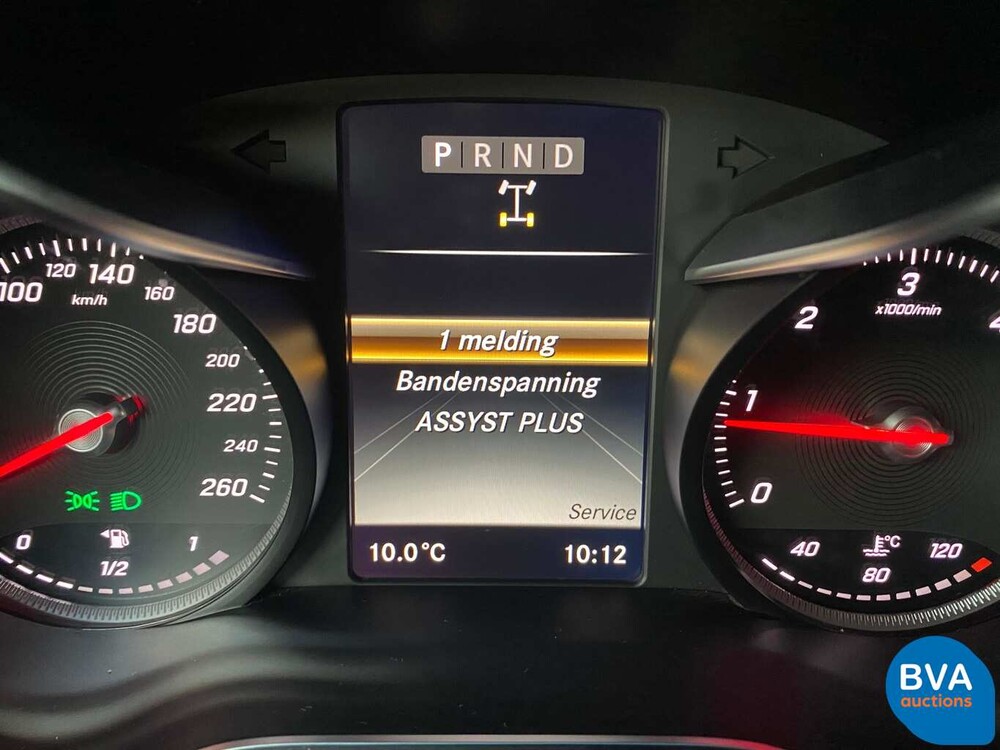 P R N D
1 melding
Bandenspanning
ASSYST PLUS
Service
10.0°C 10:12
100 120 140 160 180 200 220 240 260
km/h
0 1/2 1
0 1 2 3 4
x1000/min
40 80 120
°C
BVA
auctions